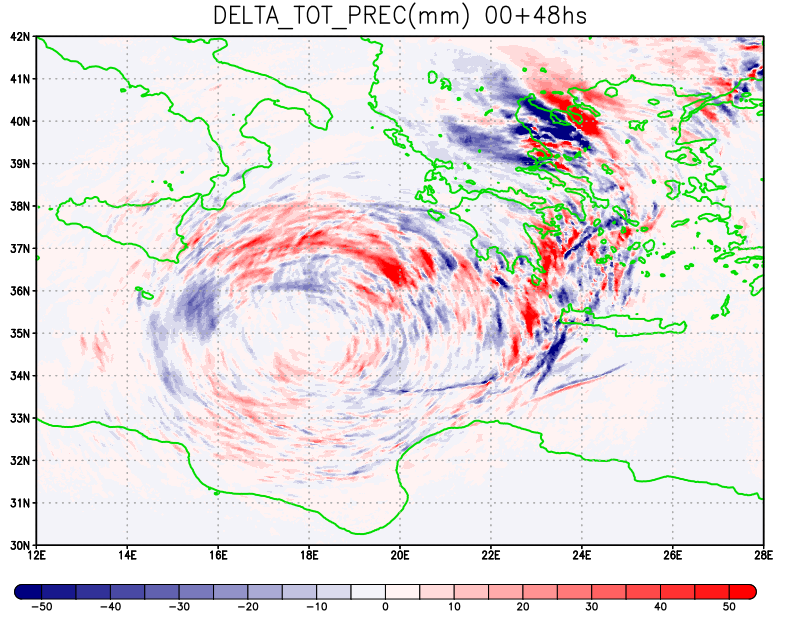 DELTA_TOT_PREC(mm) 00+48hs
42N
41N
40N
39N
38N
37N
36N
35N
34N
33N
32N
31N
30N
12E 14E 16E 18E 20E 22E 24E 26E 28E
−50 −40 −30 −20 −10 0 10 20 30 40 50